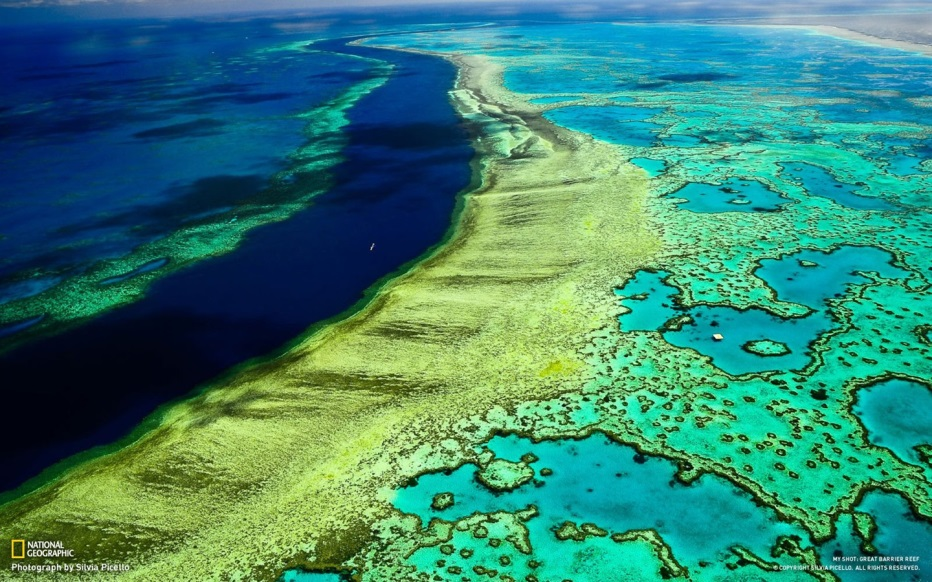 NATIONAL
GEOGRAPHIC
Photograph by Silvia Picello
MY SHOT: GREAT BARRIER REEF
© COPYRIGHT SILVIA PICELLO. ALL RIGHTS RESERVED.